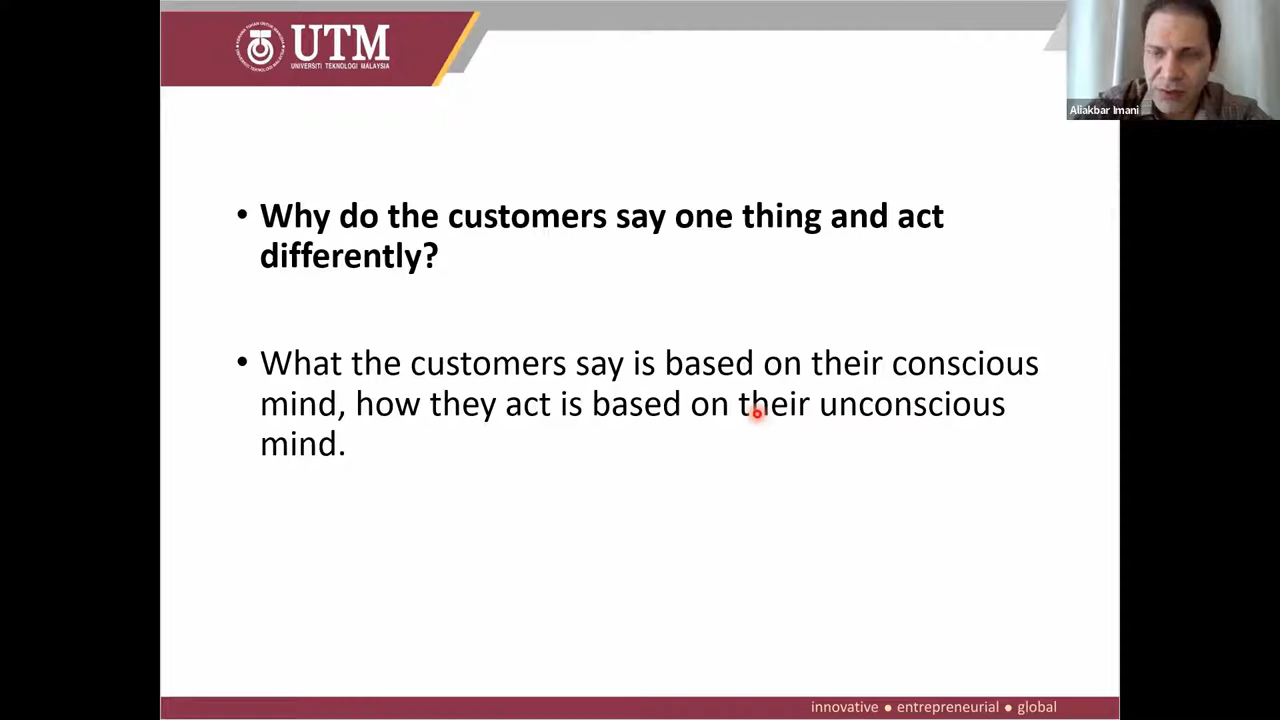 UTM
UNIVERSITI TEKNOLOGI MALAYSIA
Aliakbar Imani
• Why do the customers say one thing and act
differently?
• What the customers say is based on their conscious
mind, how they act is based on their unconscious
mind.
innovative ● entrepreneurial ● global